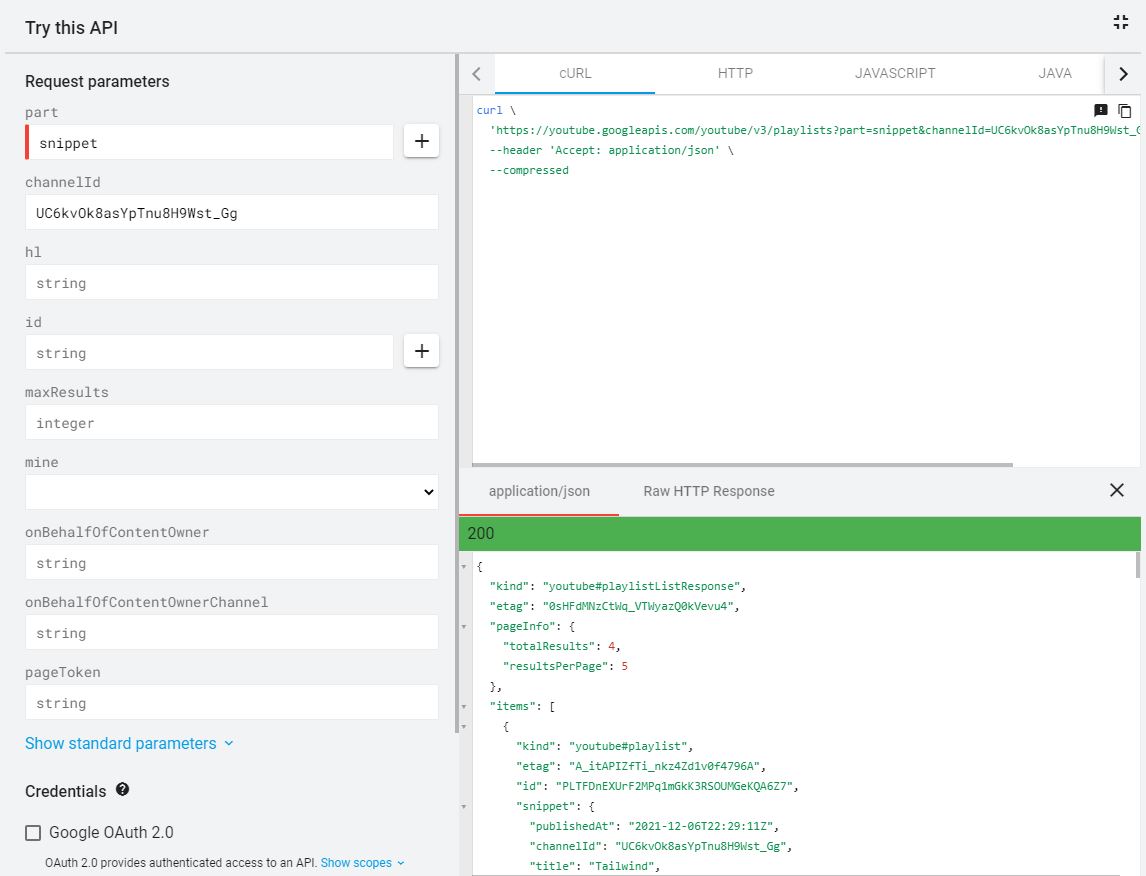 Try this API
Request parameters
part
snippet
channelId
UC6kvOk8asYpTnu8H9Wst_Gg
hl
string
id
string
maxResults
integer
mine
onBehalfOfContentOwner
string
onBehalfOfContentOwnerChannel
string
pageToken
string
Show standard parameters
Credentials
Google OAuth 2.0
OAuth 2.0 provides authenticated access to an API. Show scopes
cURL HTTP JAVASCRIPT JAVA
curl \
'https://youtube.googleapis.com/youtube/v3/playlists?part=snippet&channelId=UC6kvOk8asYpTnu8H9Wst_G
--header 'Accept: application/json' \
--compressed
application/json Raw HTTP Response
200
{
"kind": "youtube#playlistListResponse",
"etag": "0sHFdMNzCtWq_VTWyazQ0kVevu4",
"pageInfo": {
"totalResults": 4,
"resultsPerPage": 5
},
"items": [
{
"kind": "youtube#playlist",
"etag": "A_itAPIZfTi_nkz4Zd1v0f4796A",
"id": "PLTFDnEXUrF2MPq1mGkK3RSOUMGeKQA6Z7",
"snippet": {
"publishedAt": "2021-12-06T22:29:11Z",
"channelId": "UC6kvOk8asYpTnu8H9Wst_Gg",
"title": "Tailwind",